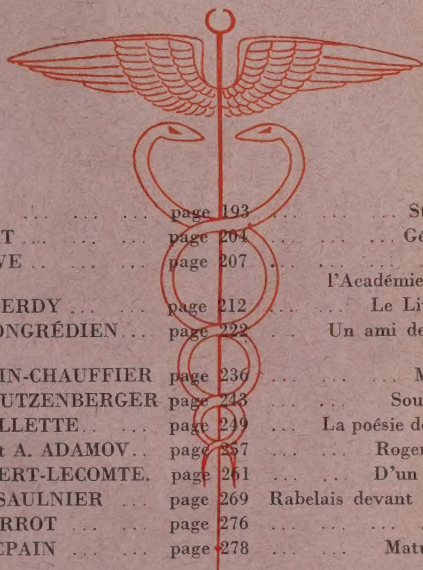 ... ... page 193 ... St
T ... page 204 ... Gé
VE ... page 207 ...
l'Académie
ERDY ... page 212 ... Le Li
ONGRÉDIEN ... page 222 ... Un ami de
IN-CHAUFFIER page 236 ... M
UTZENBERGER page 243 ... Sou
LLETTE .. page 249 ... La poésie d
t A. ADAMOV .. page 257 ... Roger
ERT-LECOMTE. page 261 ... D'un
SAULNIER ... page 269 Rabelais devant
RROT ... page 276 ...
CPAIN ... page 278 ... Matu